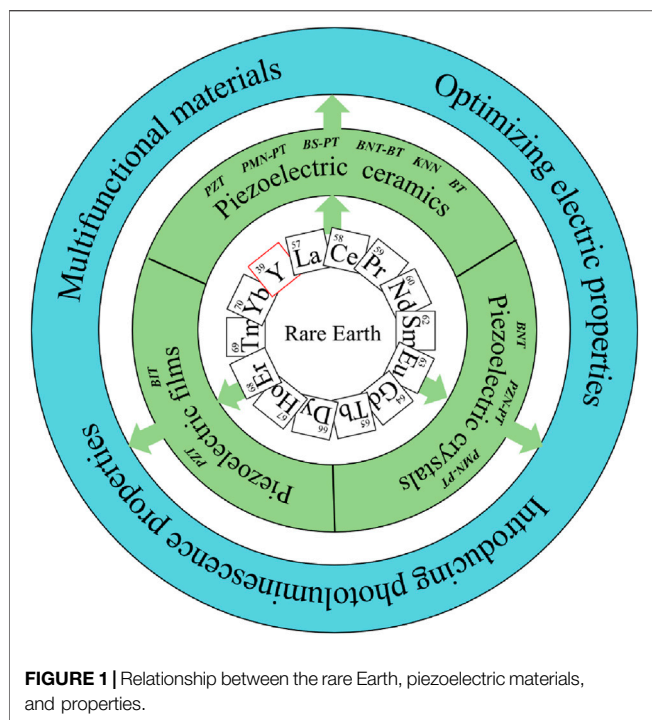 Multifunctional materials
Optimizing electric properties
Introducing photoluminescence properties
Piezoelectric ceramics
PZT
PMN-PT
BS-PT
BNT-BT
KNN
BT
Piezoelectric crystals
BNT
PZN-PT
PMN-PT
Piezoelectric films
BIT
PZT
57 La
58 Ce
59 Pr
60 Nd
62 Sm
63 Eu
64 Gd
65 Tb
66 Dy
67 Ho
68 Er
69 Tm
70 Yb
39 Y
Rare Earth
FIGURE 1 | Relationship between the rare Earth, piezoelectric materials,
and properties.